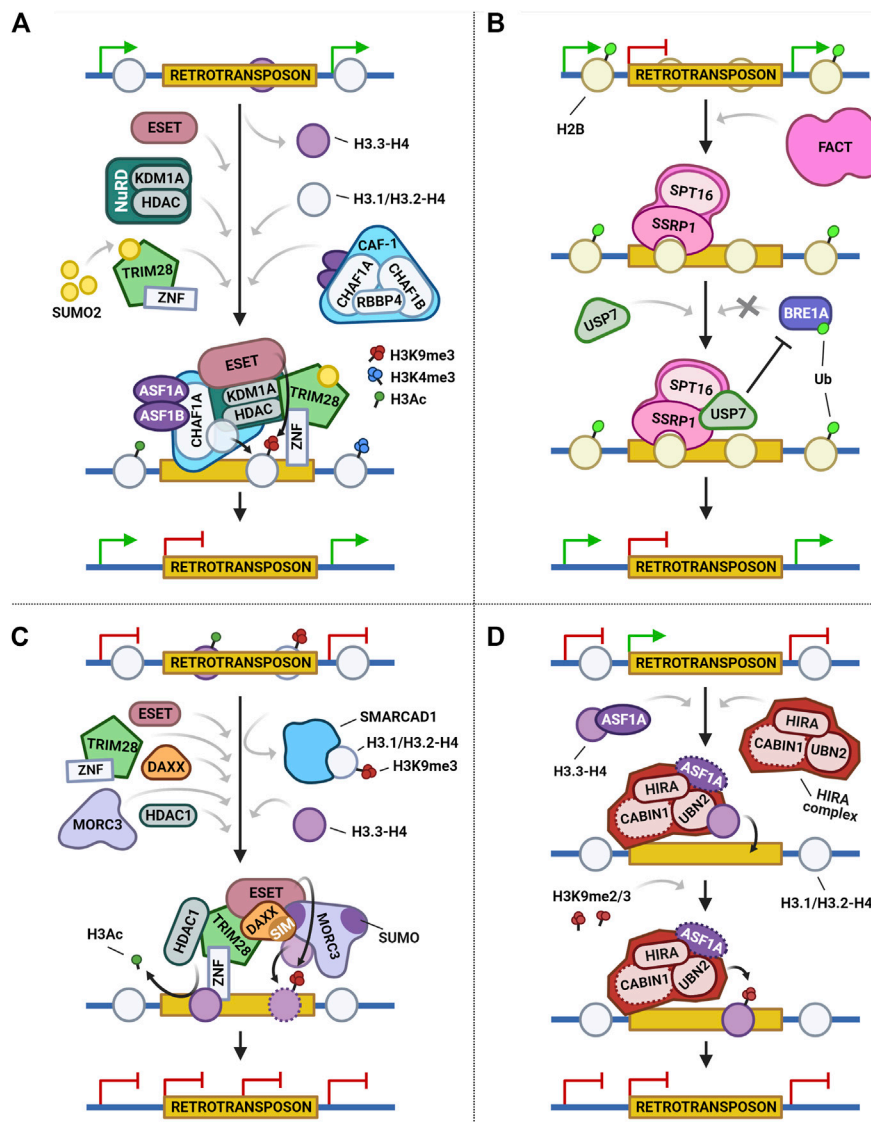 A
RETROTRANSPOSON
ESET
H3.3-H4
NuRD
KDM1A
HDAC
H3.1/H3.2-H4
CAF-1
CHAF1A
CHAF1B
RBBP4
TRIM28
ZNF
SUMO2
H3K9me3
H3K4me3
H3Ac
ESET
ASF1A
ASF1B
CHAF1A
KDM1A
HDAC
TRIM28
ZNF
RETROTRANSPOSON
B
RETROTRANSPOSON
H2B
FACT
SPT16
SSRP1
USP7
BRE1A
Ub
SPT16
SSRP1
USP7
RETROTRANSPOSON
C
RETROTRANSPOSON
ESET
TRIM28
ZNF
DAXX
MORC3
HDAC1
SMARCAD1
H3.1/H3.2-H4
H3K9me3
H3.3-H4
ESET
HDAC1
TRIM28
DAXX
SIM
MORC3
SUMO
H3Ac
ZNF
RETROTRANSPOSON
D
RETROTRANSPOSON
ASF1A
H3.3-H4
HIRA
CABIN1
UBN2
HIRA
complex
ASF1A
HIRA
CABIN1
UBN2
H3.1/H3.2-H4
H3K9me2/3
ASF1A
HIRA
CABIN1
UBN2
RETROTRANSPOSON